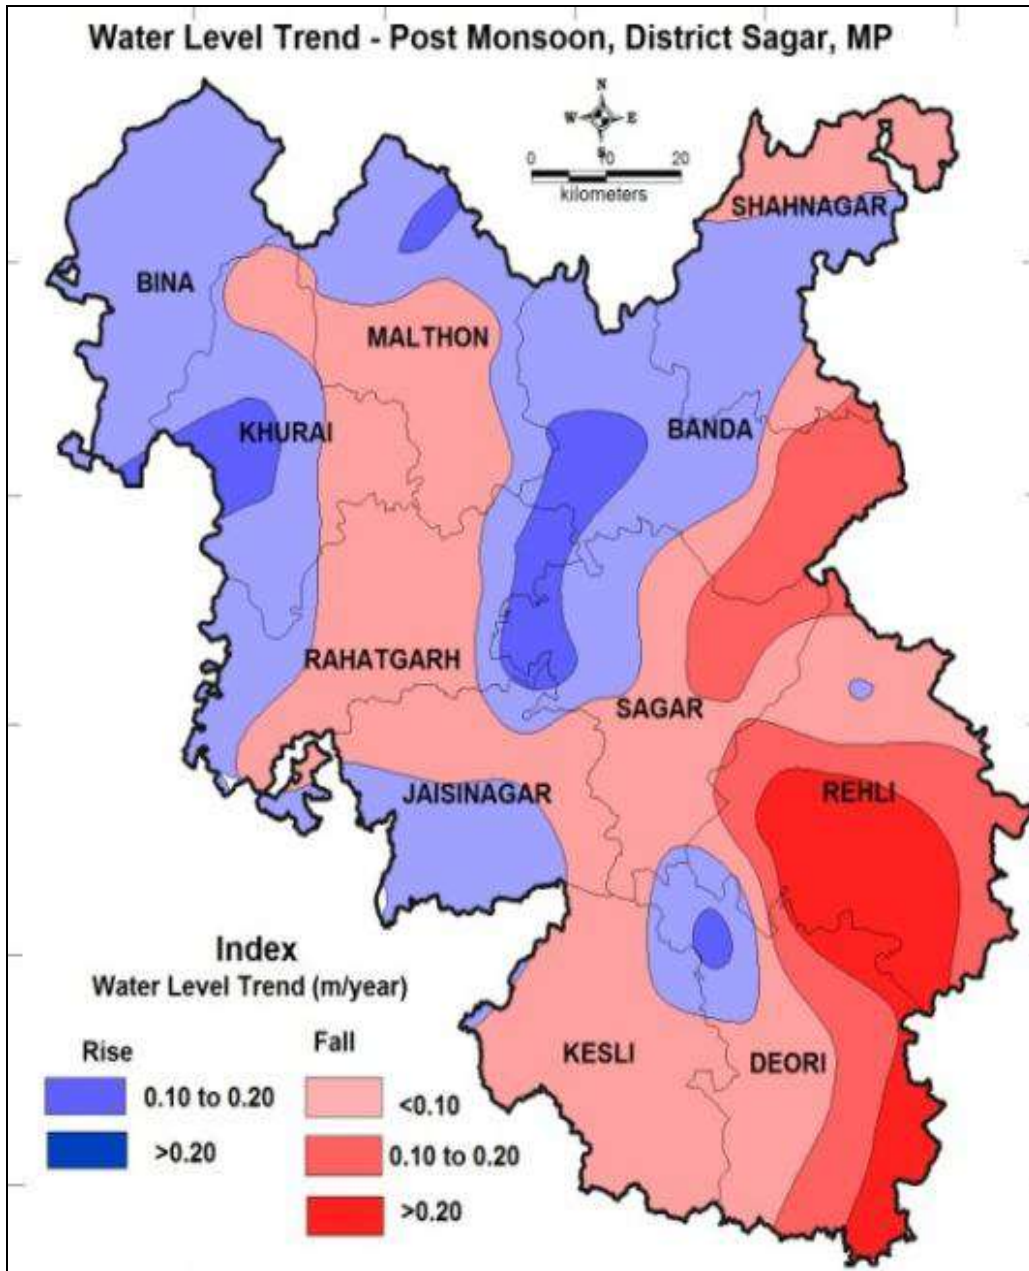 Water Level Trend - Post Monsoon, District Sagar, MP
N
W E
S
0 10 20
kilometers
SHAHNAGAR
BINA
MALTHON
KHURAI
BANDA
RAHATGARH
SAGAR
JAISINAGAR
REHLI
KESLI
DEORI
Index
Water Level Trend (m/year)
Rise
0.10 to 0.20
>0.20
Fall
<0.10
0.10 to 0.20
>0.20